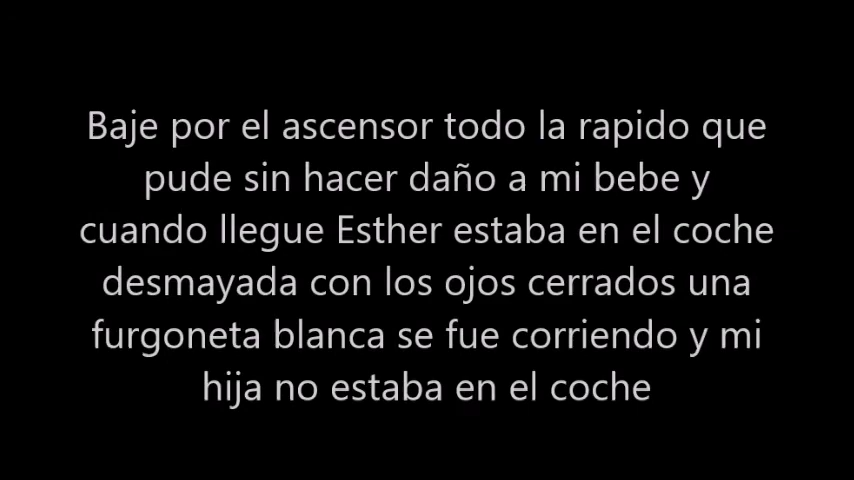 Baje por el ascensor todo la rapido que
pude sin hacer daño a mi bebe y
cuando llegue Esther estaba en el coche
desmayada con los ojos cerrados una
furgoneta blanca se fue corriendo y mi
hija no estaba en el coche